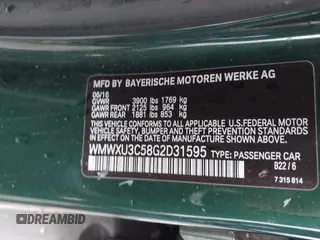 MFD BY BAYERISCHE MOTOREN WERKE AG
06/16
GVWR 3900 lbs 1769 kg
GAWR FRONT 2125 lbs 964 kg
GAWR REAR 1881 lbs 853 kg
THIS VEHICLE CONFORMS TO ALL APPLICABLE U.S. FEDERAL MOTOR
VEHICLE SAFETY, BUMPER, AND THEFT PREVENTION STANDARDS IN
EFFECT ON THE DATE OF MANUFACTURE SHOWN ABOVE.
WMWXU3C58G2D31595 TYPE: PASSENGER CAR
B22/6
7 315 814
© DREAMBID